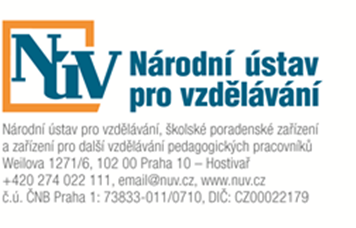 NUV
Národní ústav
pro vzdělávání
Národní ústav pro vzdělávání, školské poradenské zařízení
a zařízení pro další vzdělávání pedagogických pracovníků
Weilova 1271/6, 102 00 Praha 10 – Hostivař
+420 274 022 111, email@nuv.cz, www.nuv.cz
č.ú. ČNB Praha 1: 73833-011/0710, DIČ: CZ00022179